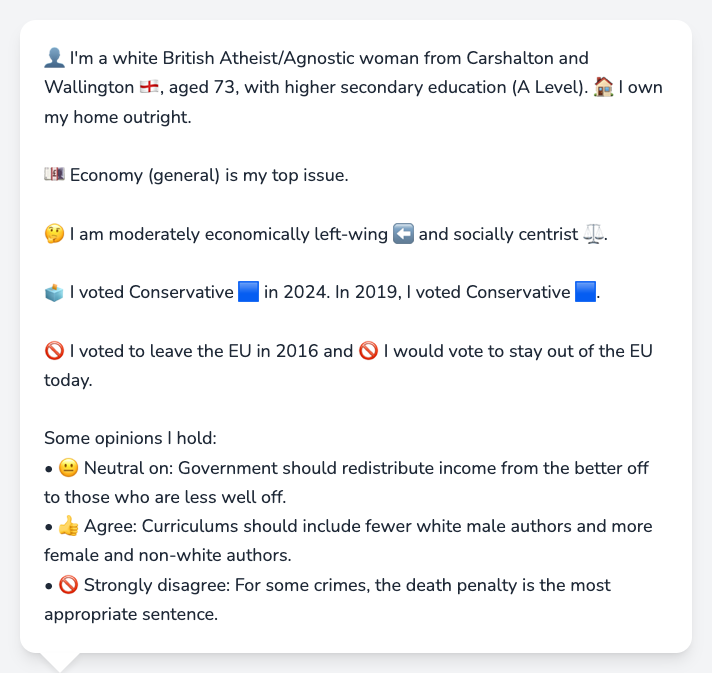 👤 I'm a white British Atheist/Agnostic woman from Carshalton and
Wallington 🏴󠁧󠁢󠁥󠁮󠁧󠁿, aged 73, with higher secondary education (A Level). 🏠 I own
my home outright.
💷 Economy (general) is my top issue.
🤔 I am moderately economically left-wing ⬅️ and socially centrist ⚖️.
🗳️ I voted Conservative 🟦 in 2024. In 2019, I voted Conservative 🟦.
🚫 I voted to leave the EU in 2016 and 🚫 I would vote to stay out of the EU
today.
Some opinions I hold:
• 😐 Neutral on: Government should redistribute income from the better off
to those who are less well off.
• 👍 Agree: Curriculums should include fewer white male authors and more
female and non-white authors.
• 🚫 Strongly disagree: For some crimes, the death penalty is the most
appropriate sentence.